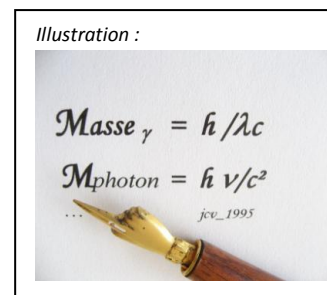 Illustration :
Masse γ = h /λc
Mphoton = h ν/c²
... jcv_1995